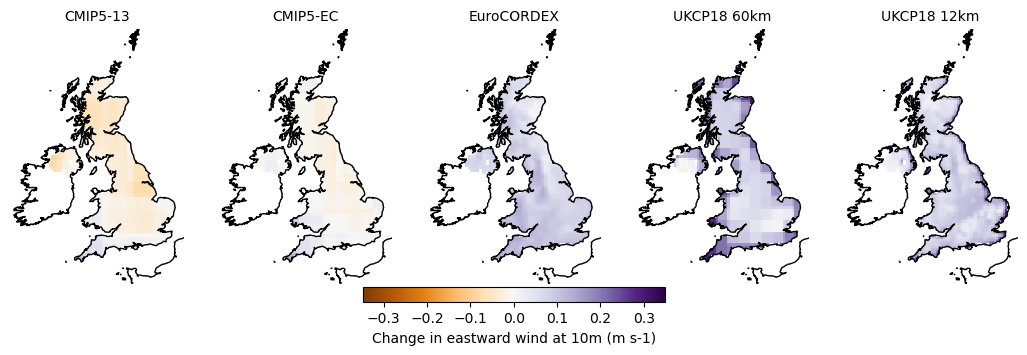 CMIP5-13 CMIP5-EC EuroCORDEX UKCP18 60km UKCP18 12km
−0.3 −0.2 −0.1 0.0 0.1 0.2 0.3
Change in eastward wind at 10m (m s-1)